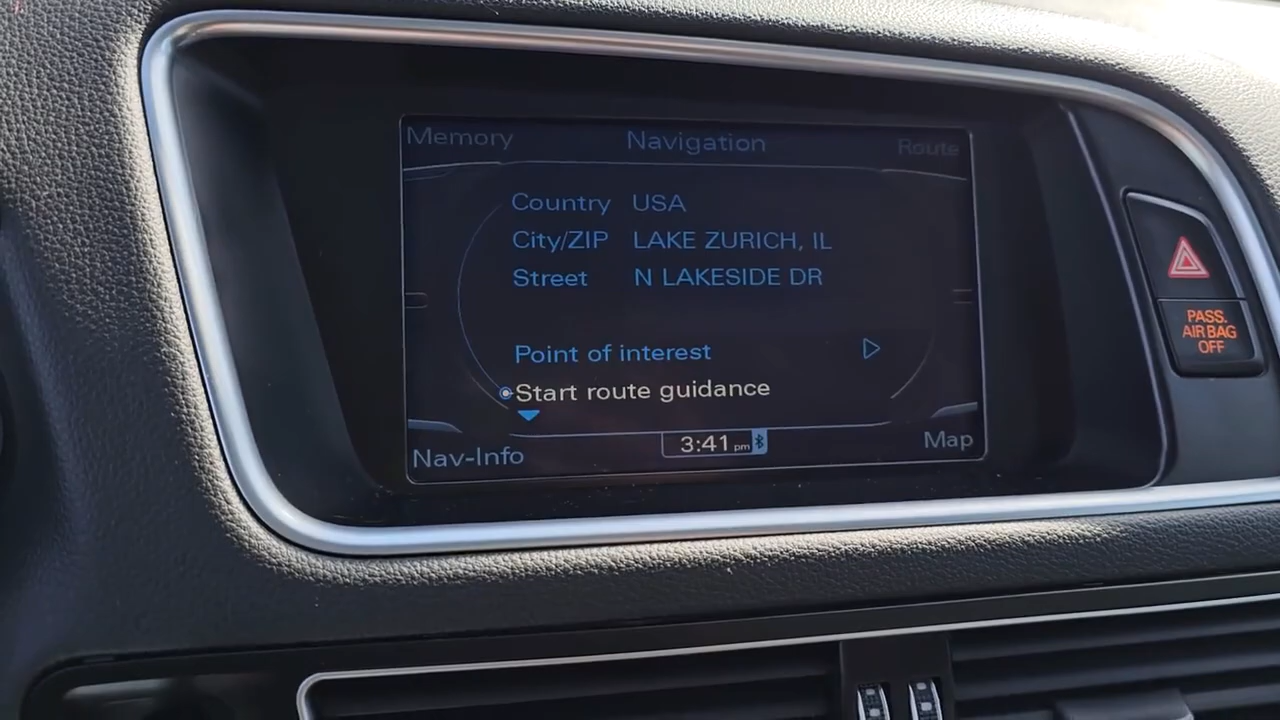 Memory Navigation Route
Country USA
City/ZIP LAKE ZURICH, IL
Street N LAKESIDE DR
Point of interest
Start route guidance
Nav-Info 3:41 pm Map
PASS.
AIR BAG
OFF